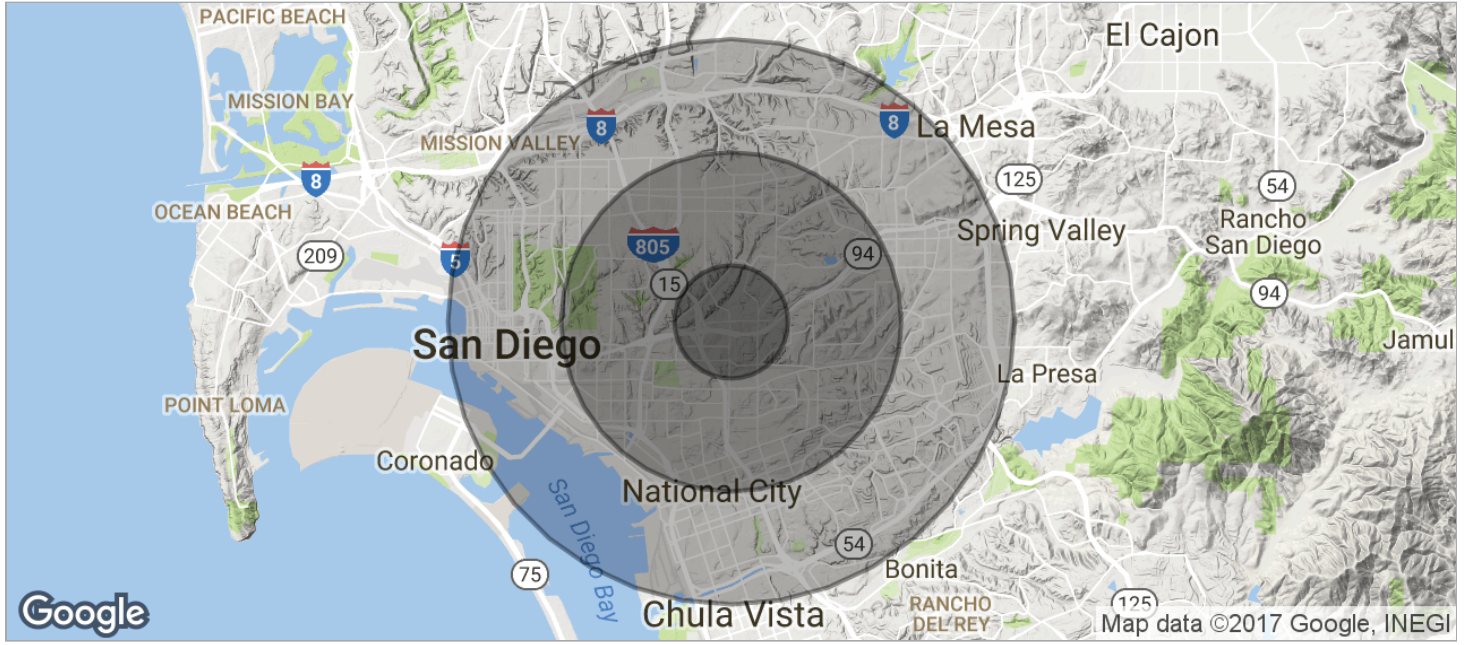 PACIFIC BEACH
El Cajon
MISSION BAY
8
8
La Mesa
MISSION VALLEY
8
125
54
OCEAN BEACH
Rancho
San Diego
Spring Valley
805
209
5
94
15
94
San Diego
Jamul
La Presa
POINT LOMA
Coronado
National City
San Diego Bay
54
Bonita
75
125
RANCHO
DEL REY
Chula Vista
Google
Map data ©2017 Google, INEGI